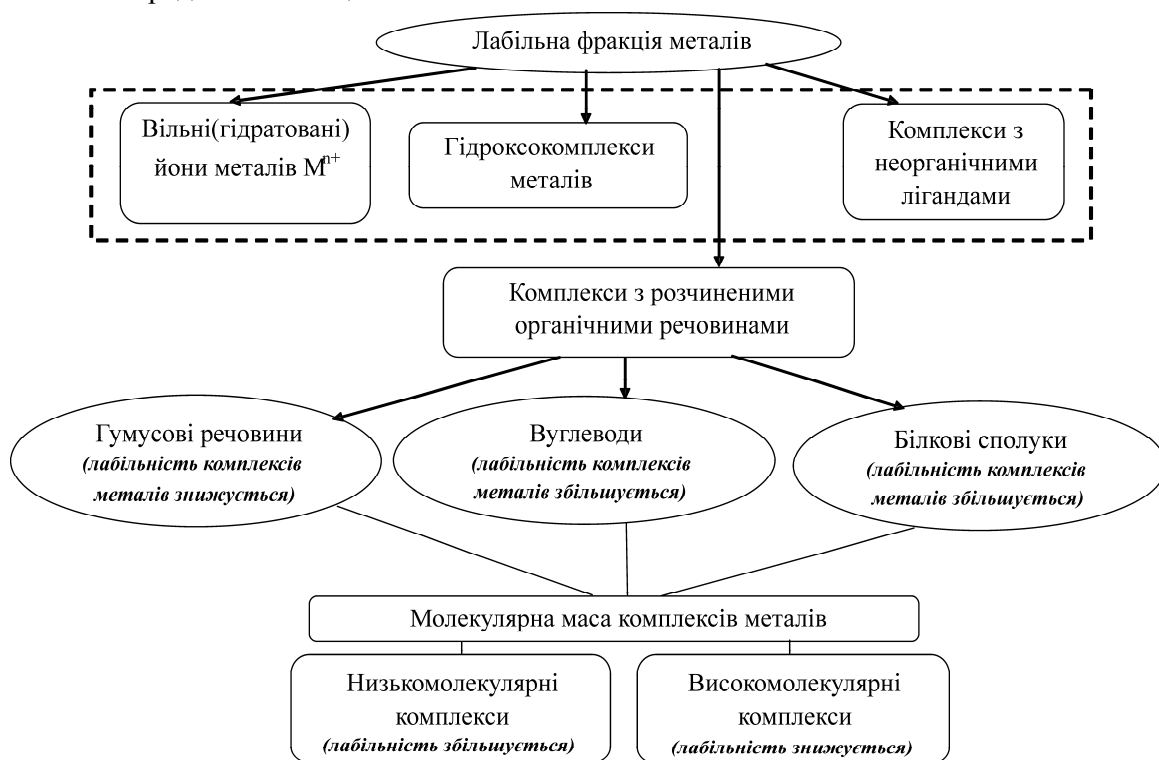 Лабільна фракція металів
Вільні(гідратовані)
йони металів Mⁿ⁺
Гідроксокомплекси
металів
Комплекси з
неорганічними
лігандами
Комплекси з розчиненими
органічними речовинами
Гумусові речовини
(лабільність комплексів
металів знижується)
Вуглеводи
(лабільність комплексів
металів збільшується)
Білкові сполуки
(лабільність комплексів
металів збільшується)
Молекулярна маса комплексів металів
Низькомолекулярні
комплекси
(лабільність збільшується)
Високомолекулярні
комплекси
(лабільність знижується)